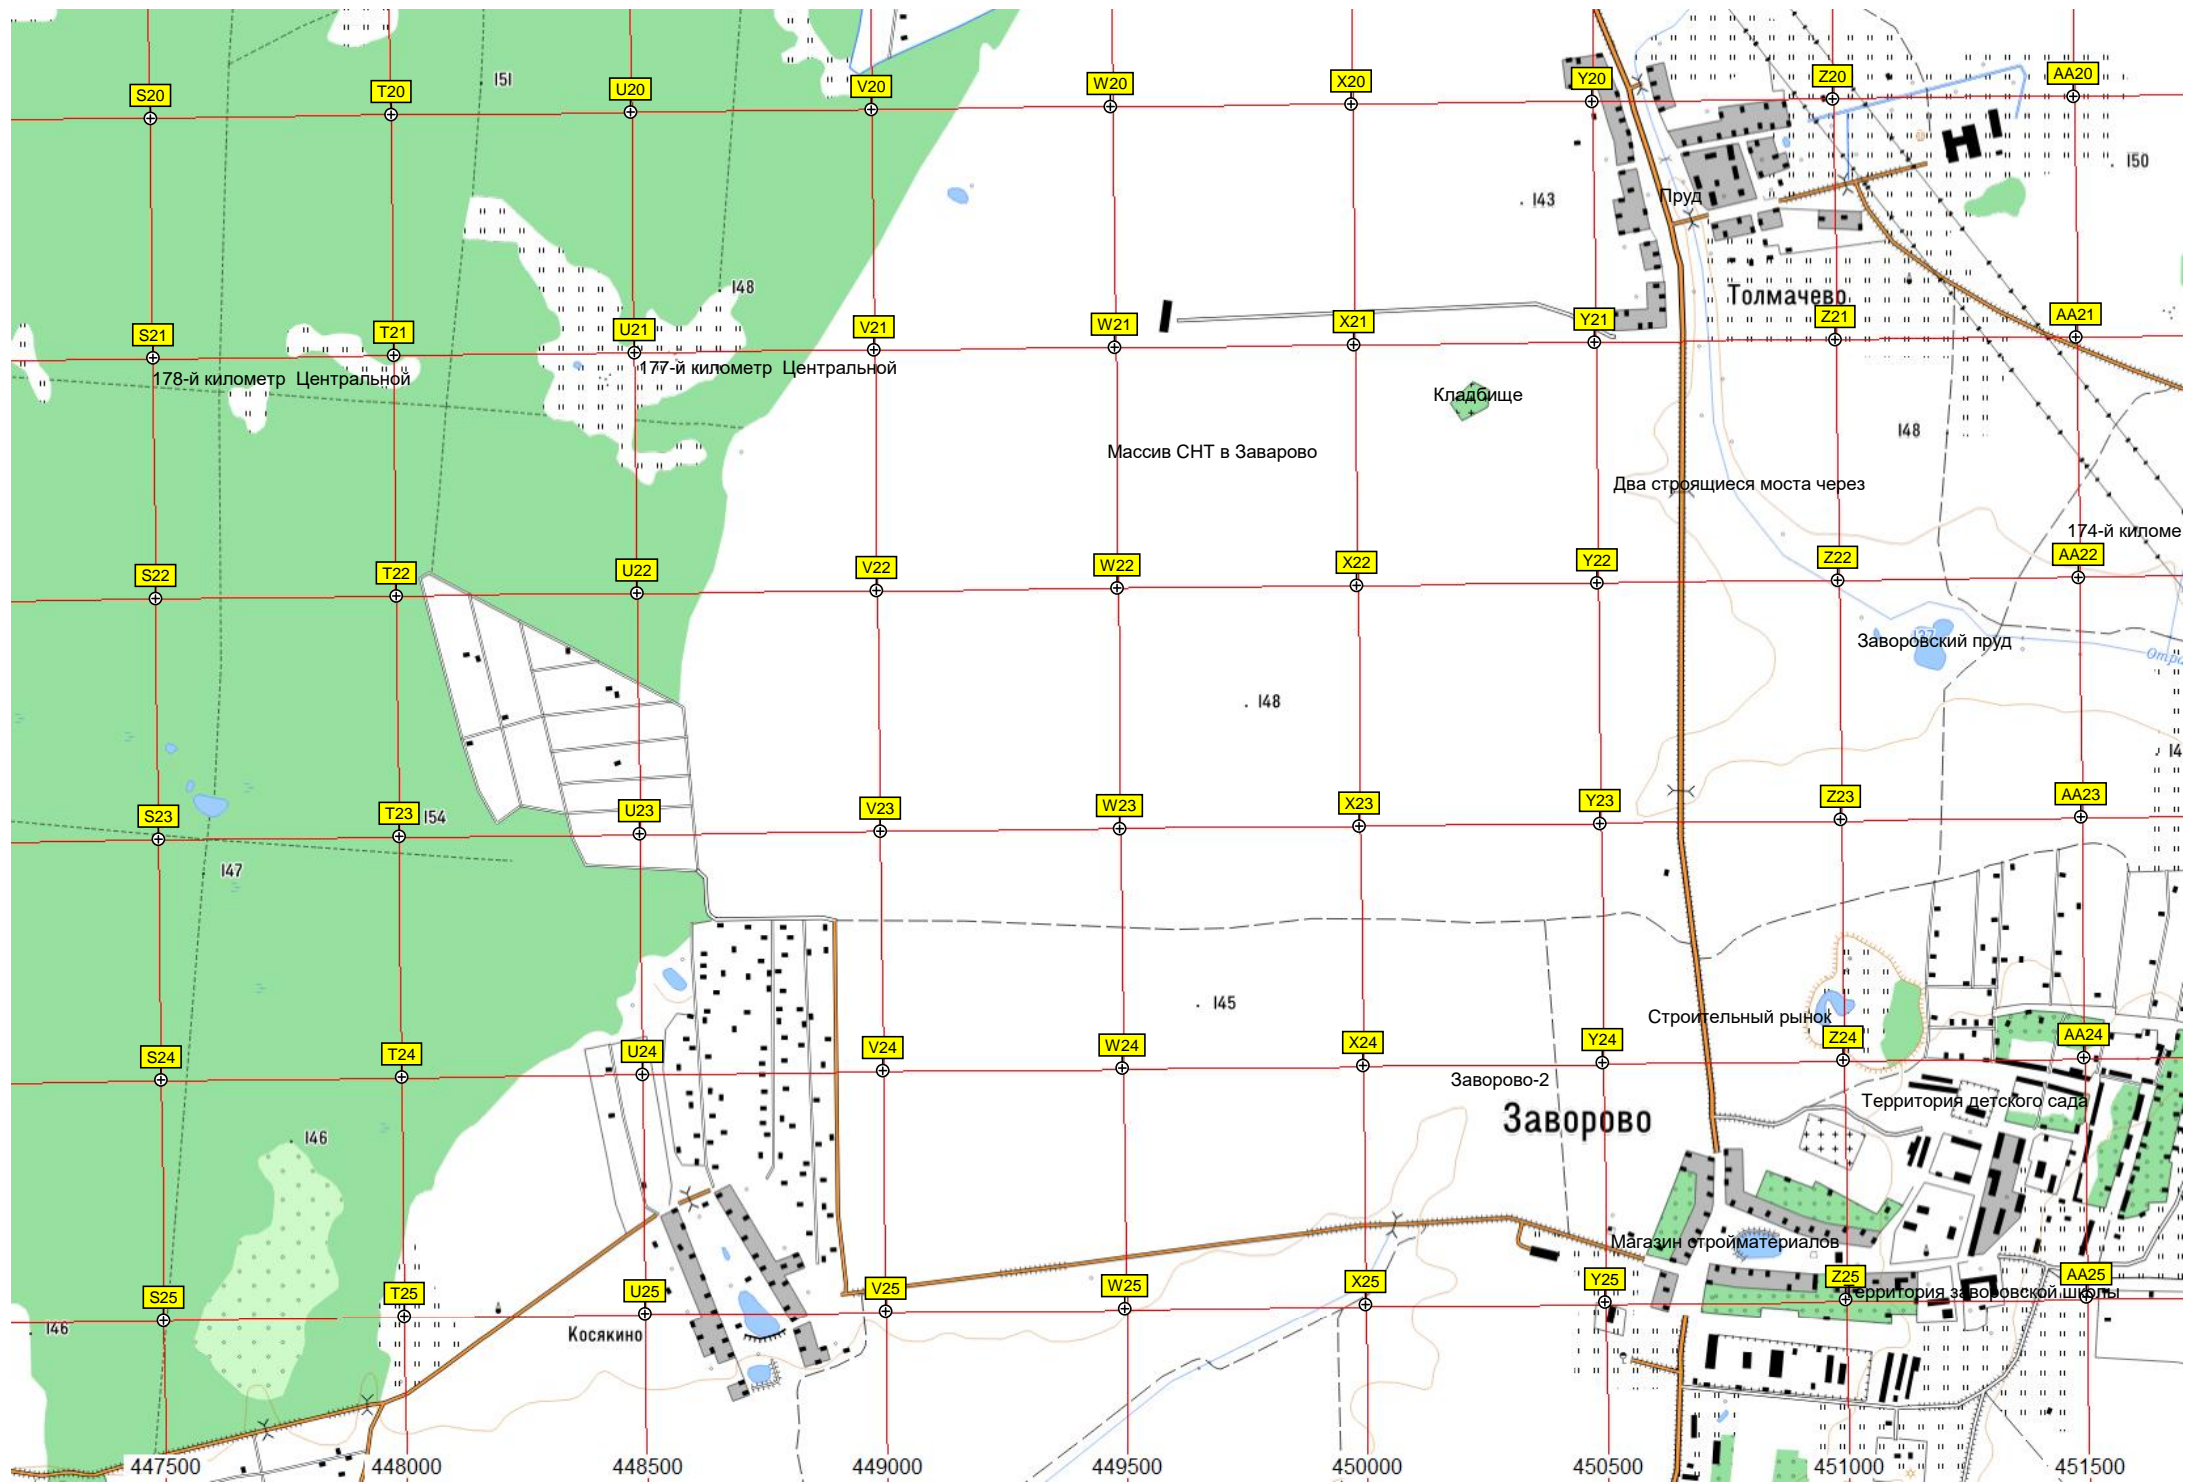 151
S20
T20
U20
V20
W20
X20
Y20
Z20
AA20
150
143
Пруд
148
Толмачево
S21
T21
U21
V21
W21
X21
Y21
Z21
AA21
178-й километр Центральной
177-й километр Центральной
Кладбище
148
Массив СНТ в Заварово
Два строящиеся моста через
174-й киломе
S22
T22
U22
V22
W22
X22
Y22
Z22
AA22
137
Заворовский пруд
148
S23
T23
154
U23
V23
W23
X23
Y23
Z23
AA23
147
145
Строительный рынок
S24
T24
U24
V24
W24
X24
Y24
Z24
AA24
Заворово-2
Заворово
Территория детского сада
146
Магазин стройматериалов
S25
T25
U25
V25
W25
X25
Y25
Z25
AA25
территория заворовской школы
146
Косякино
447500
448000
448500
449000
449500
450000
450500
451000
451500